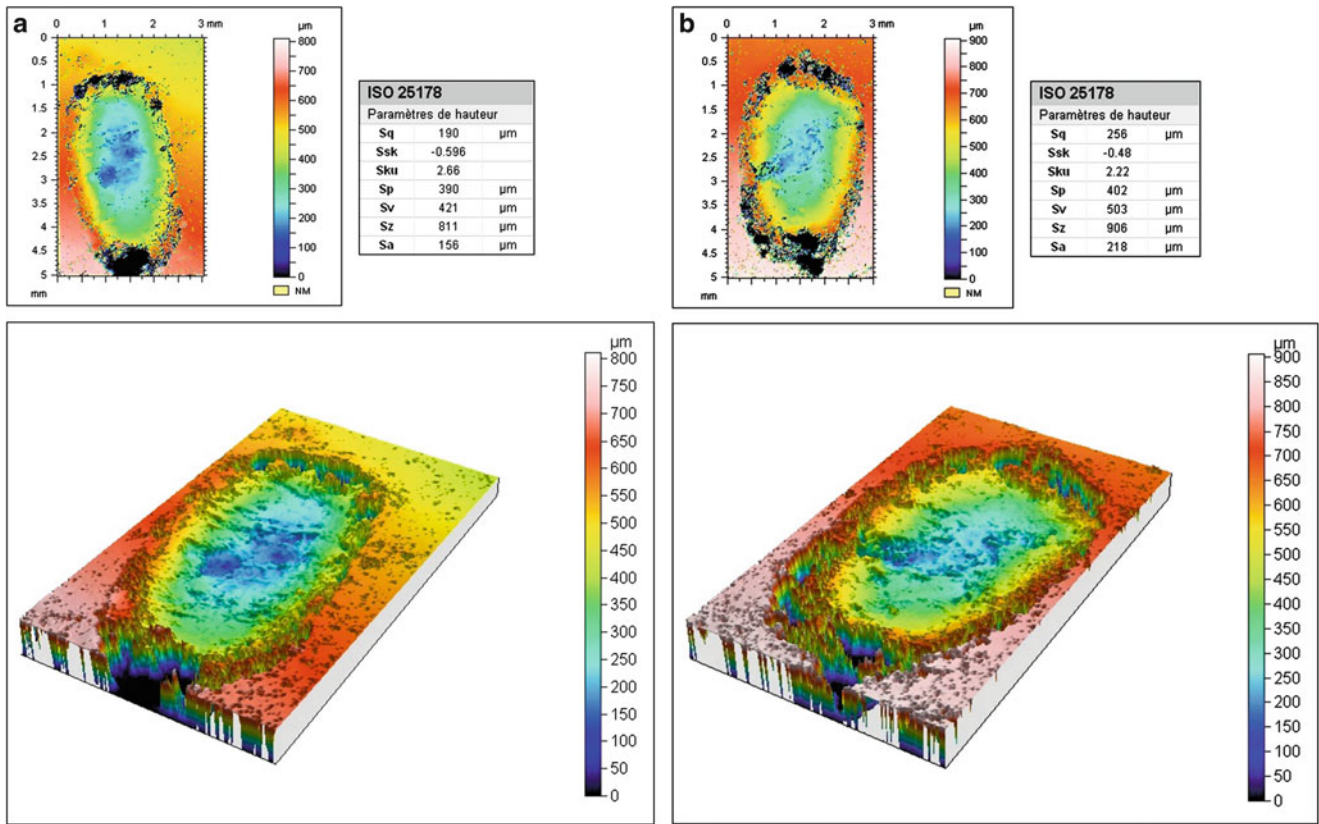 a
0 1 2 3 mm
0
0.5
1
1.5
2
2.5
3
3.5
4
4.5
5
mm
µm
800
700
600
500
400
300
200
100
0
NM
ISO 25178
Paramètres de hauteur
Sq 190 µm
Ssk -0.596
Sku 2.66
Sp 390 µm
Sv 421 µm
Sz 811 µm
Sa 156 µm
b
0 1 2 3 mm
0
0.5
1
1.5
2
2.5
3
3.5
4
4.5
5
mm
µm
900
800
700
600
500
400
300
200
100
0
NM
ISO 25178
Paramètres de hauteur
Sq 256 µm
Ssk -0.48
Sku 2.22
Sp 402 µm
Sv 503 µm
Sz 906 µm
Sa 218 µm
µm
800
750
700
650
600
550
500
450
400
350
300
250
200
150
100
50
0
µm
900
850
800
750
700
650
600
550
500
450
400
350
300
250
200
150
100
50
0